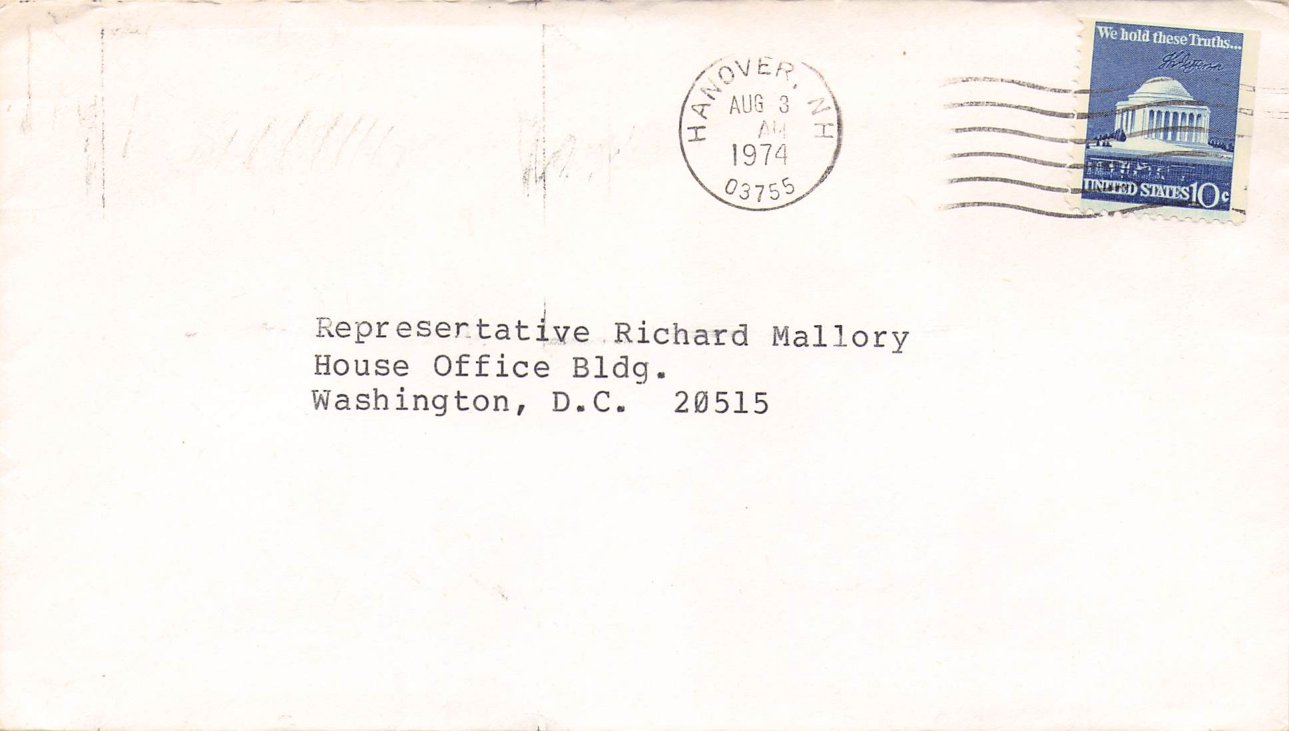 HANOVER, NH
AUG 3
AM
1974
03755
We hold these Truths...
UNITED STATES 10c
Representative Richard Mallory
House Office Bldg.
Washington, D.C. 20515